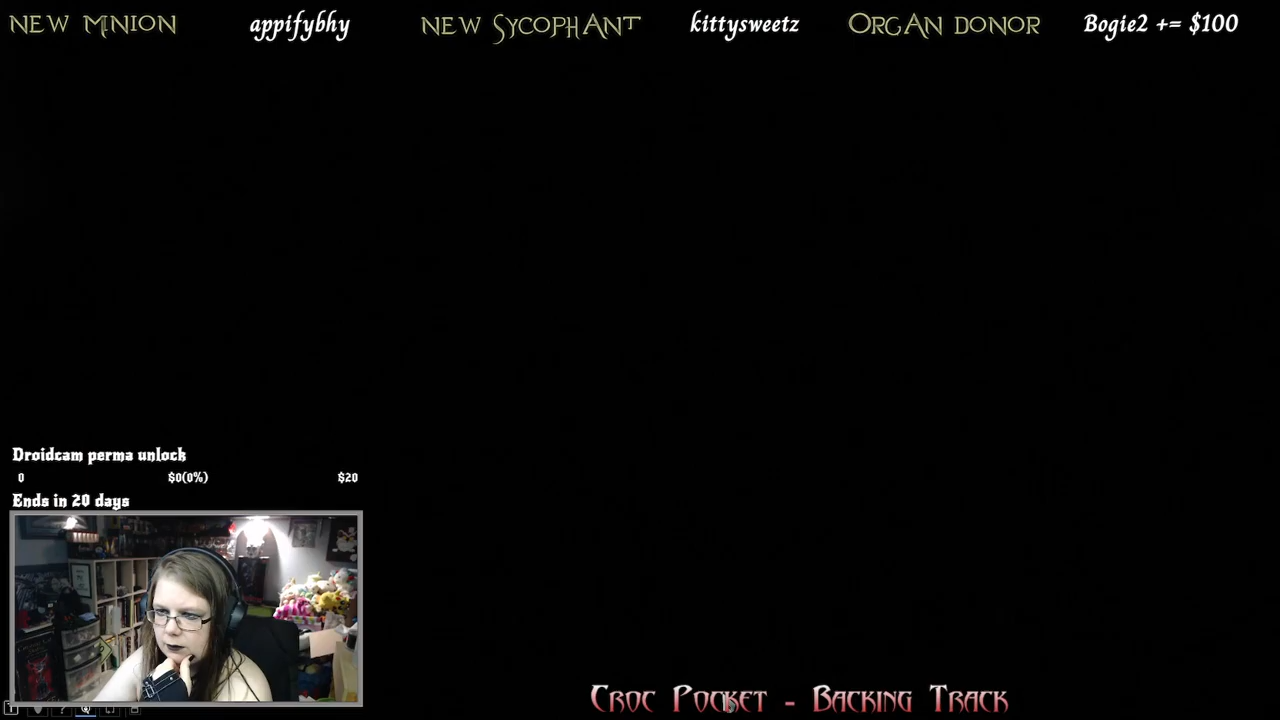 NEW MINION appifybhy NEW SYCOPHANT kittysweetz ORGAN DONOR Bogie2 += $100
Droidcam perma unlock
0 $0(0%) $20
Ends in 20 days
Croc Pocket - Backing Track